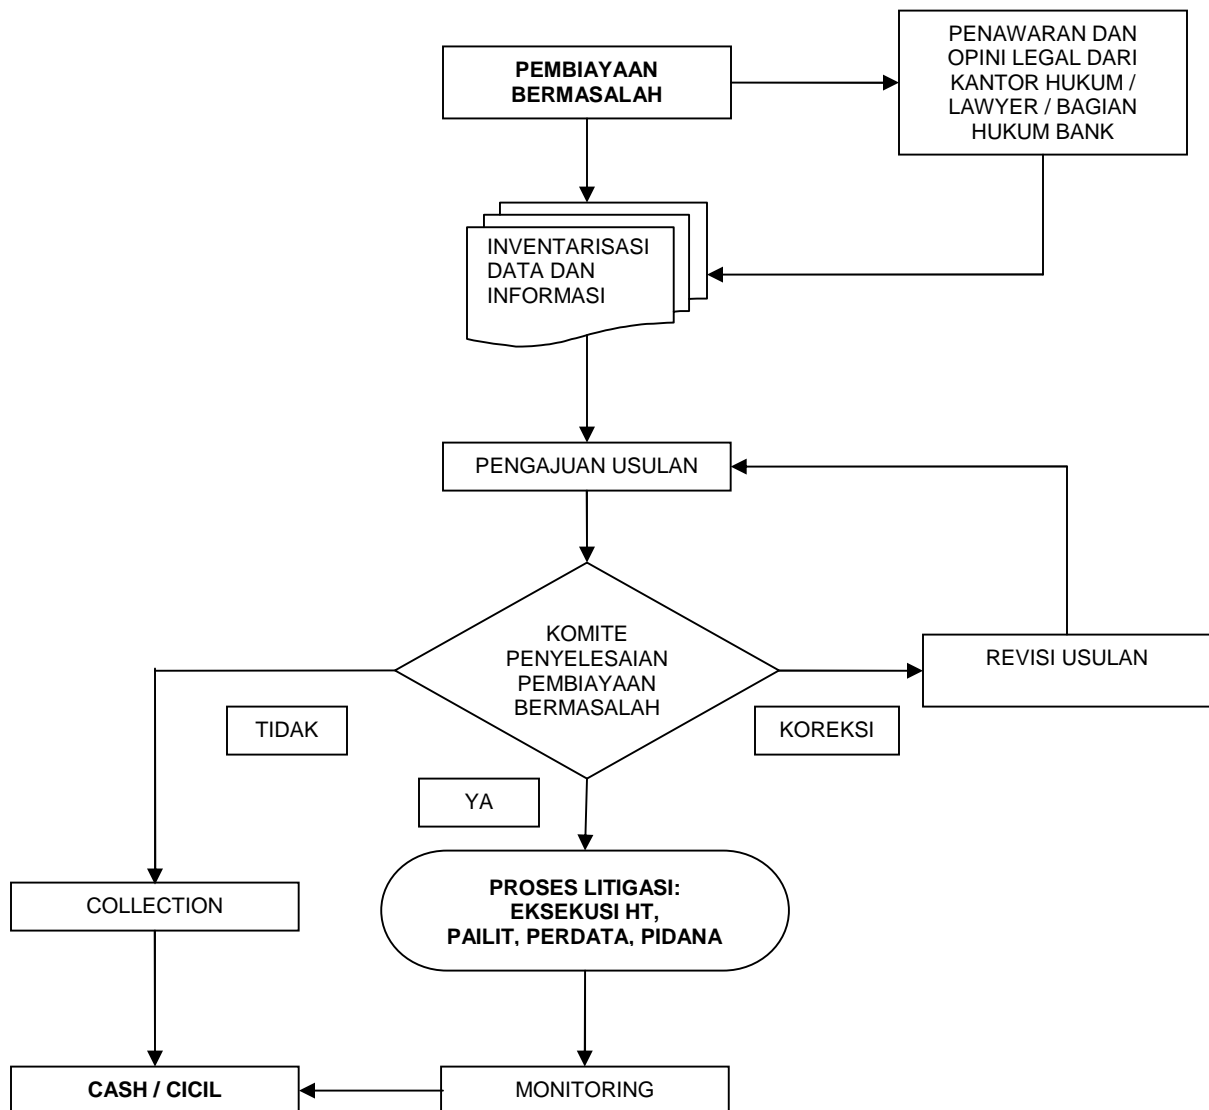 PEMBIAYAAN
BERMASALAH
PENAWARAN DAN
OPINI LEGAL DARI
KANTOR HUKUM /
LAWYER / BAGIAN
HUKUM BANK
INVENTARISASI
DATA DAN
INFORMASI
PENGAJUAN USULAN
KOMITE
PENYELESAIAN
PEMBIAYAAN
BERMASALAH
REVISI USULAN
TIDAK
KOREKSI
YA
COLLECTION
PROSES LITIGASI:
EKSEKUSI HT,
PAILIT, PERDATA, PIDANA
CASH / CICIL
MONITORING